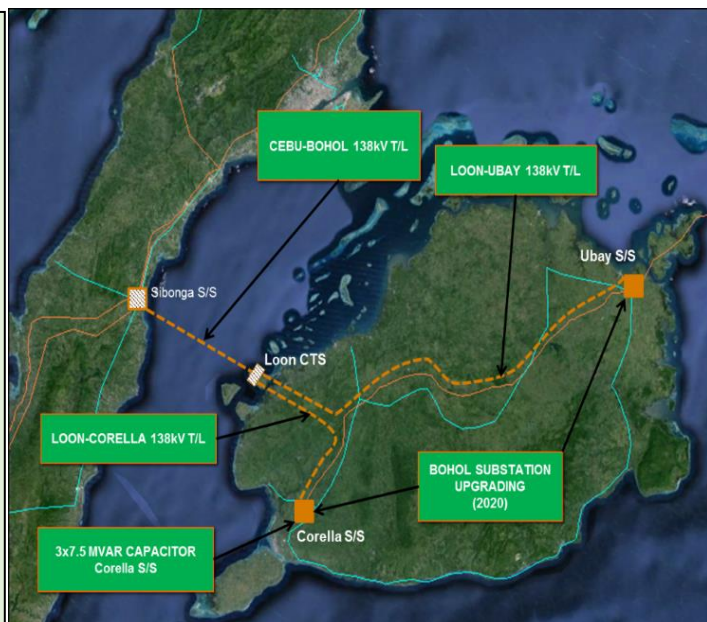 CEBU-BOHOL 138kV T/L
LOON-UBAY 138kV T/L
Ubay S/S
Sibonga S/S
Loon CTS
LOON-CORELLA 138kV T/L
BOHOL SUBSTATION
UPGRADING
(2020)
3x7.5 MVAR CAPACITOR
Corella S/S
Corella S/S